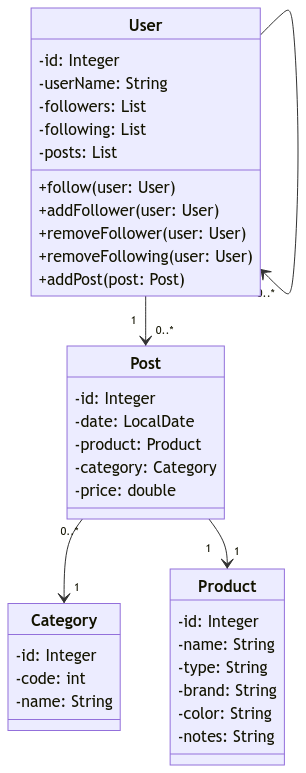 User
-id: Integer
-userName: String
-followers: List
-following: List
-posts: List
+follow(user: User)
+addFollower(user: User)
+removeFollower(user: User)
+removeFollowing(user: User)
+addPost(post: Post)
0..*
1
0..*
Post
-id: Integer
-date: LocalDate
-product: Product
-category: Category
-price: double
0..*
1
1
1
Category
-id: Integer
-code: int
-name: String
Product
-id: Integer
-name: String
-type: String
-brand: String
-color: String
-notes: String